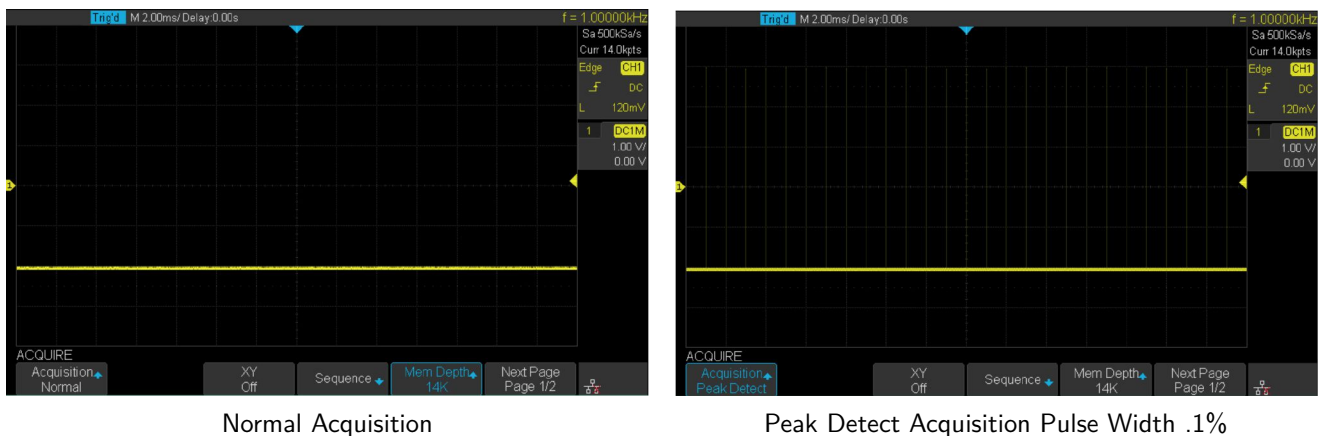 Trig'd M 2.00ms/ Delay:0.00s f = 1.00000kHz
Sa 500kSa/s
Curr 14.0kpts
Edge CH1
DC
L 120mV
1 DC1M
1.00 V/
0.00 V
1
ACQUIRE
Acquisition
Normal
XY
Off
Sequence
Mem Depth
14K
Next Page
Page 1/2
Normal Acquisition
Trig'd M 2.00ms/ Delay:0.00s f = 1.00000kHz
Sa 500kSa/s
Curr 14.0kpts
Edge CH1
DC
L 120mV
1 DC1M
1.00 V/
0.00 V
1
ACQUIRE
Acquisition
Peak Detect
XY
Off
Sequence
Mem Depth
14K
Next Page
Page 1/2
Peak Detect Acquisition Pulse Width .1%